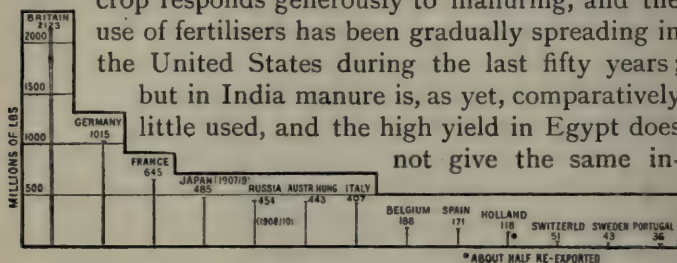 crop responds generously to manuring, and the
use of fertilisers has been gradually spreading in
the United States during the last fifty years;
but in India manure is, as yet, comparatively
little used, and the high yield in Egypt does
not give the same in-
MILLIONS OF LBS
2000
1500
1000
500
BRITAIN
2123
GERMANY
1015
FRANCE
645
JAPAN (1907/9)
485
RUSSIA
454
(1908/10)
AUSTR HUNG
443
ITALY
407
BELGIUM
188
SPAIN
171
HOLLAND
118
*
SWITZERLD
51
SWEDEN
43
PORTUGAL
36
*ABOUT HALF RE-EXPORTED